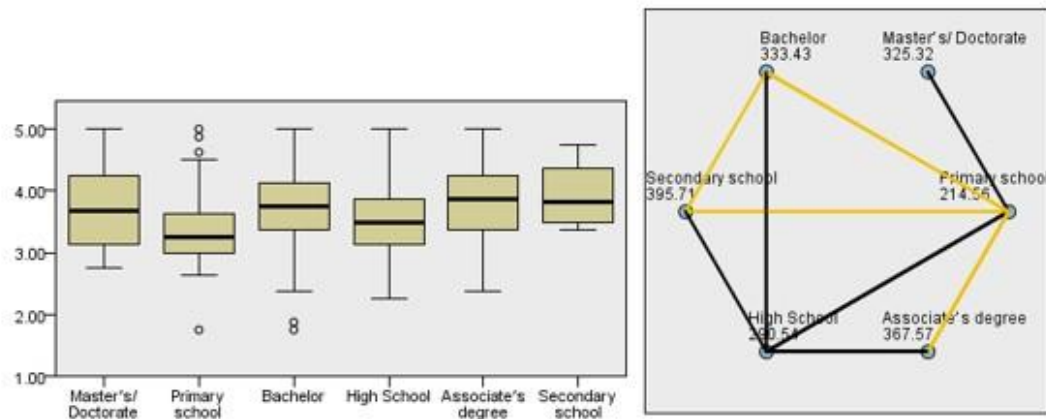 5.00
4.00
3.00
2.00
1.00
Master's/
Doctorate
Primary
school
Bachelor
High School
Associate's
degree
Secondary
school
Bachelor
333.43
Master's/ Doctorate
325.32
Secondary school
395.71
Primary school
214.56
High School
290.54
Associate's degree
367.57